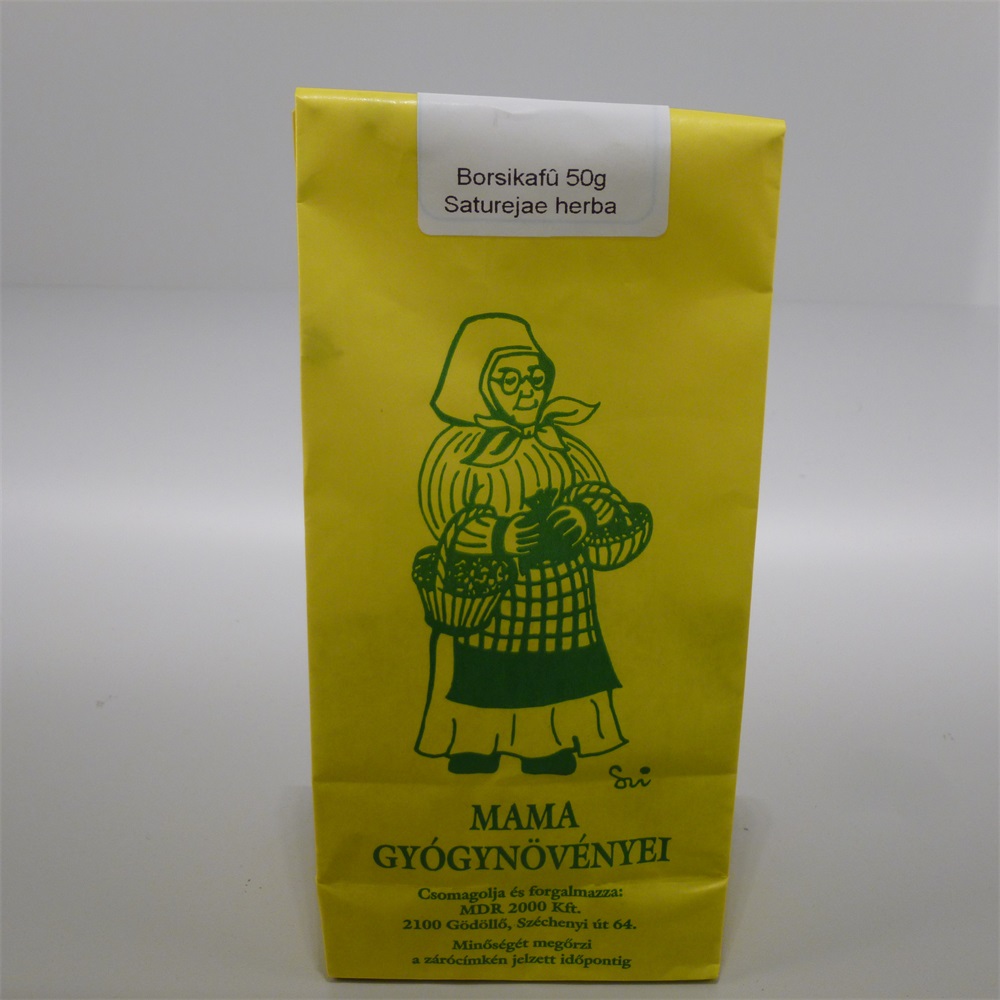 Borsikafû 50g
Saturejae herba
Sri
MAMA
GYÓGYNÖVÉNYEI
Csomagolja és forgalmazza:
MDR 2000 Kft.
2100 Gödöllő, Széchenyi út 64.
Minőségét megőrzi
a zárócímkén jelzett időpontig